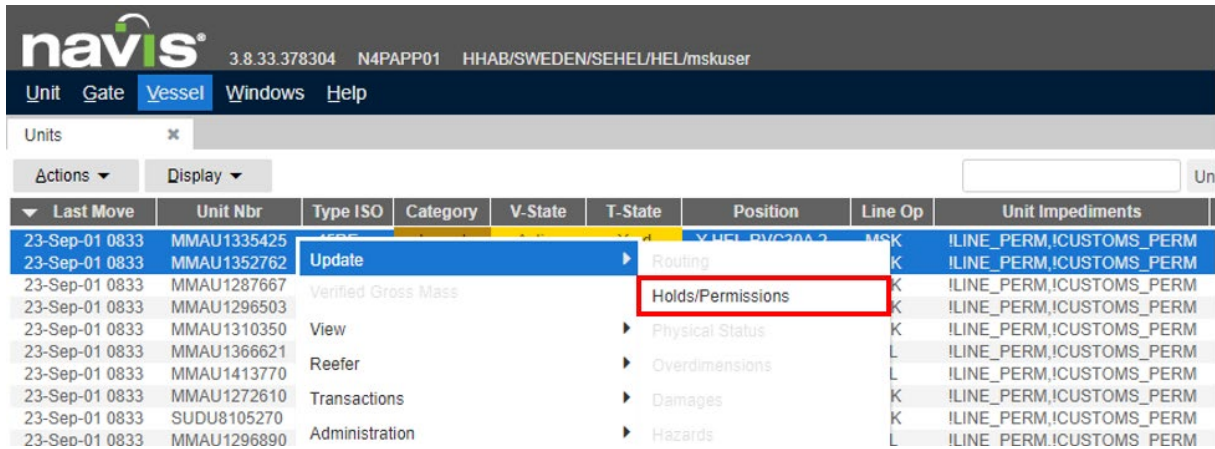 navis® 3.8.33.378304 N4PAPP01 HHAB/SWEDEN/SEHEL/HEL/mskuser
Unit Gate Vessel Windows Help
Units
Actions Display
Un
Last Move Unit Nbr Type ISO Category V-State T-State Position Line Op Unit Impediments
23-Sep-01 0833 MMAU1335425 MSK !LINE_PERM,!CUSTOMS_PERM
23-Sep-01 0833 MMAU1352762 K !LINE_PERM,!CUSTOMS_PERM
23-Sep-01 0833 MMAU1287667 K !LINE_PERM,!CUSTOMS_PERM
23-Sep-01 0833 MMAU1296503 K !LINE_PERM,!CUSTOMS_PERM
23-Sep-01 0833 MMAU1310350 K !LINE_PERM,!CUSTOMS_PERM
23-Sep-01 0833 MMAU1366621 L !LINE_PERM,!CUSTOMS_PERM
23-Sep-01 0833 MMAU1413770 L !LINE_PERM,!CUSTOMS_PERM
23-Sep-01 0833 MMAU1272610 K !LINE_PERM,!CUSTOMS_PERM
23-Sep-01 0833 SUDU8105270 K !LINE_PERM,!CUSTOMS_PERM
23-Sep-01 0833 MMAU1296890 L !LINE_PERM,!CUSTOMS_PERM
Update
Verified Gross Mass
View
Reefer
Transactions
Administration
Routing
Holds/Permissions
Physical Status
Overdimensions
Damages
Hazards